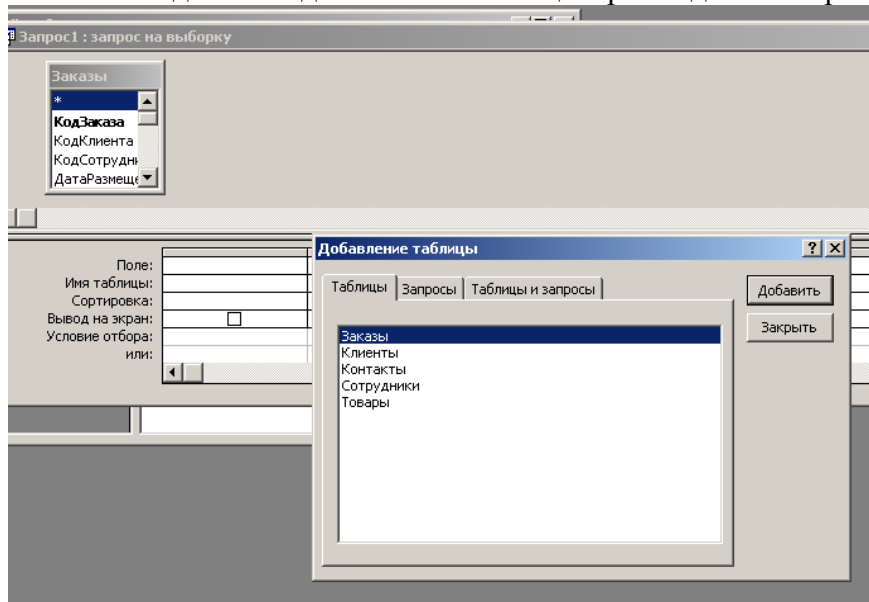 Запрос1 : запрос на выборку
Заказы
*
КодЗаказа
КодКлиента
КодСотрудни
ДатаРазмеще
Добавление таблицы
Таблицы Запросы Таблицы и запросы
Добавить
Закрыть
Заказы
Клиенты
Контакты
Сотрудники
Товары
Поле:
Имя таблицы:
Сортировка:
Вывод на экран:
Условие отбора:
или: